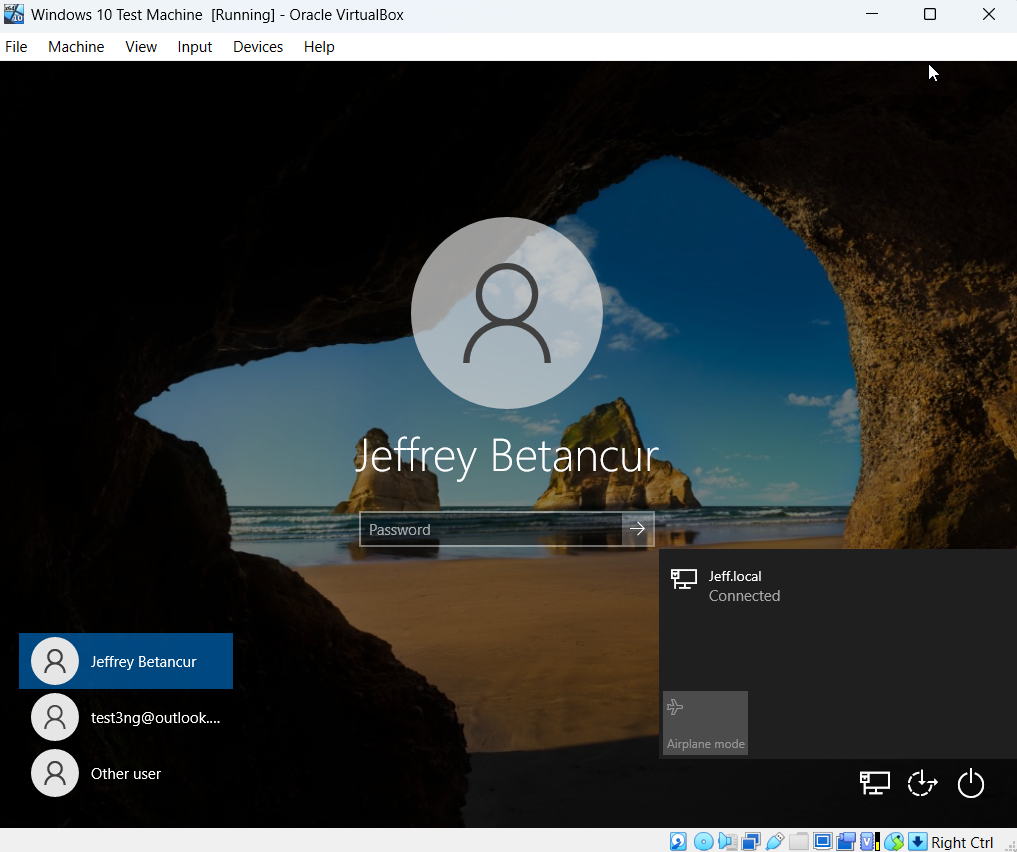 Windows 10 Test Machine [Running] - Oracle VirtualBox
File Machine View Input Devices Help
Jeffrey Betancur
Password
Jeff.local
Connected
Airplane mode
Jeffrey Betancur
test3ng@outlook....
Other user
Right Ctrl